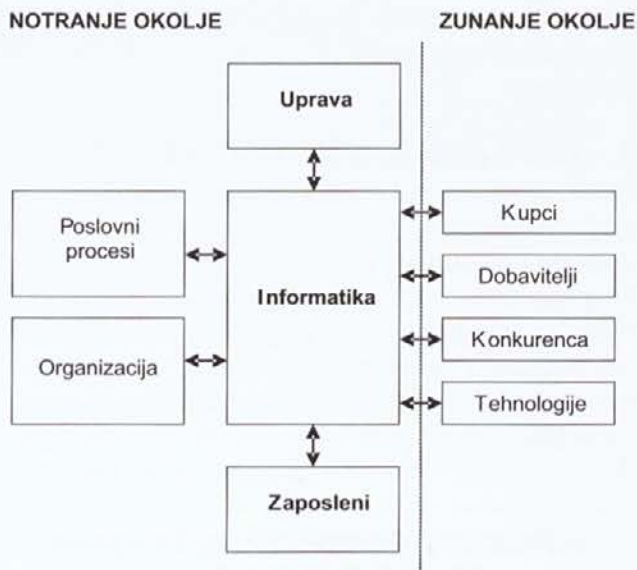 NOTRANJE OKOLJE
ZUNANJE OKOLJE
Uprava
Poslovni
procesi
Organizacija
Informatika
Kupci
Dobavitelji
Konkurenca
Tehnologije
Zaposleni